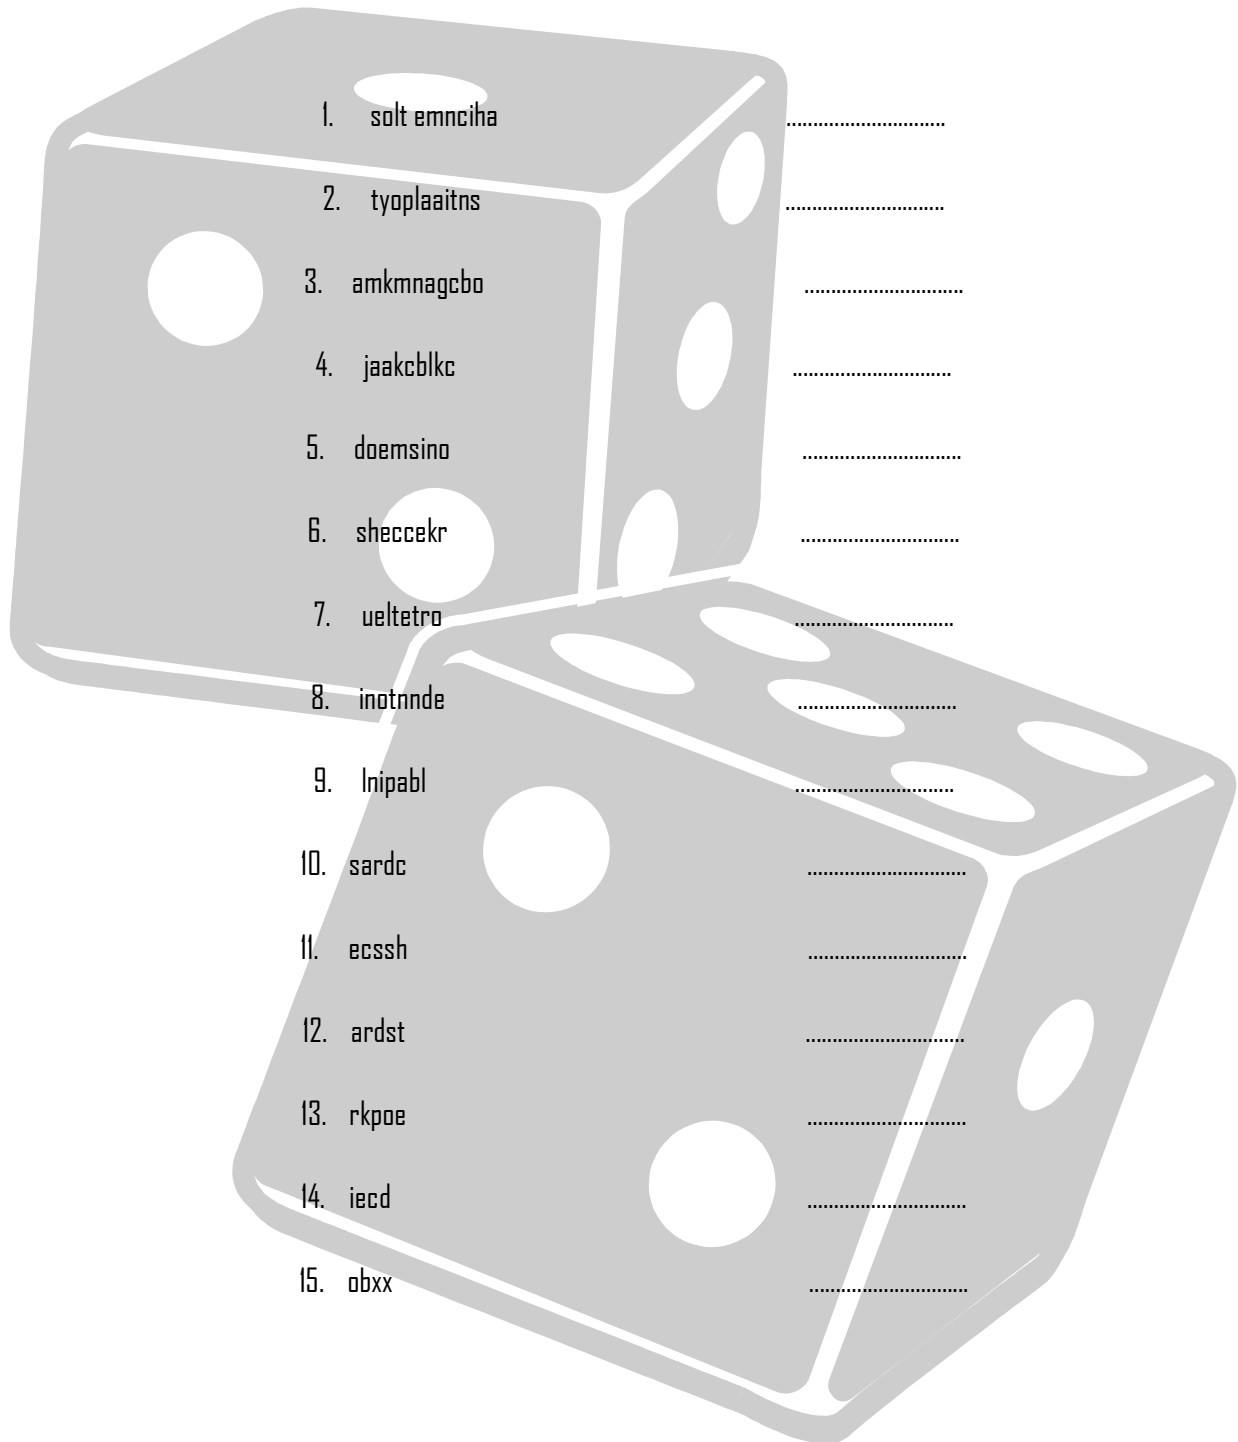 1. solt emnciha ..............................
2. tyoplaaitns ..............................
3. amkmnagcbo ..............................
4. jaakcblkc ..............................
5. doemsino ..............................
6. sheccekr ..............................
7. ueltetro ..............................
8. inotnnde ..............................
9. lnipabl ..............................
10. sardc ..............................
11. ecssh ..............................
12. ardst ..............................
13. rkpoe ..............................
14. iecd ..............................
15. obxx ..............................